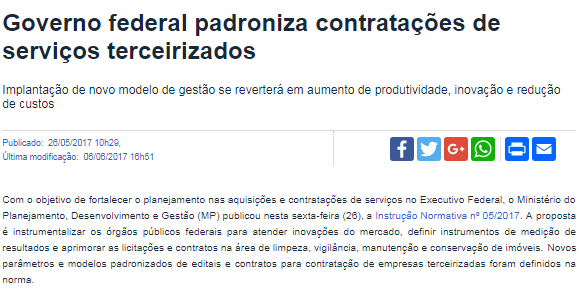 Governo federal padroniza contratações de
serviços terceirizados
Implantação de novo modelo de gestão se reverterá em aumento de produtividade, inovação e redução
de custos
Publicado: 26/05/2017 10h29,
Última modificação: 06/06/2017 16h51
Com o objetivo de fortalecer o planejamento nas aquisições e contratações de serviços no Executivo Federal, o Ministério do
Planejamento, Desenvolvimento e Gestão (MP) publicou nesta sexta-feira (26), a Instrução Normativa nº 05/2017. A proposta
é instrumentalizar os órgãos públicos federais para atender inovações do mercado, definir instrumentos de medição de
resultados e aprimorar as licitações e contratos na área de limpeza, vigilância, manutenção e conservação de imóveis. Novos
parâmetros e modelos padronizados de editais e contratos para contratação de empresas terceirizadas foram definidos na
norma.